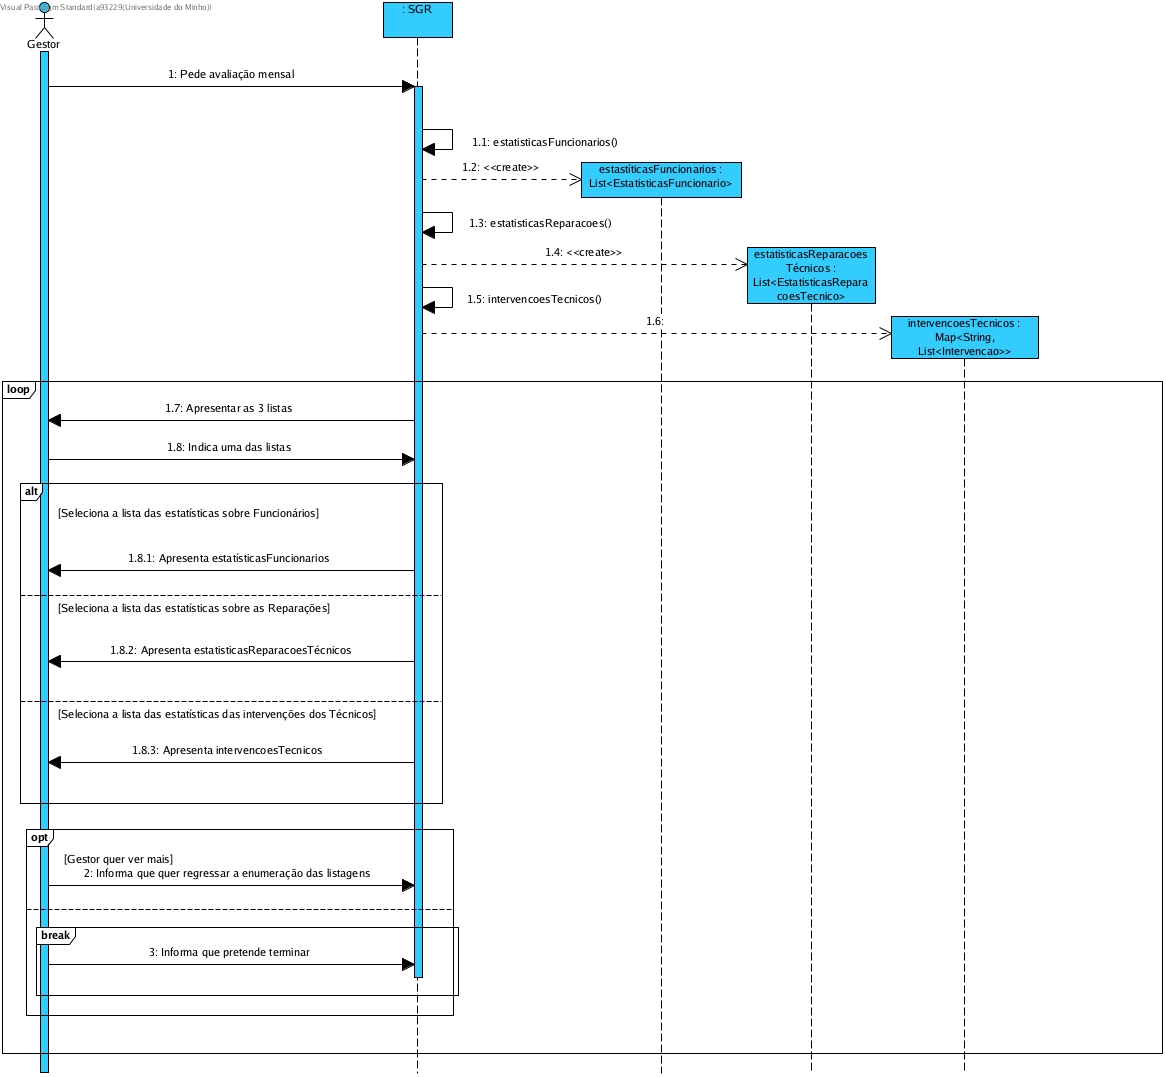 Visual Paradigm Standard(a93229(Universidade do Minho))
: SGR
Gestor
1: Pede avaliação mensal
1.1: estatisticasFuncionarios()
1.2: <<create>>
estastíticasFuncionarios :
List<EstatisticasFuncionario>
1.3: estatisticasReparacoes()
1.4: <<create>>
estatisticasReparacoes
Técnicos :
List<EstatisticasRepara
coesTecnico>
1.5: intervencoesTecnicos()
1.6:
intervencoesTecnicos :
Map<String,
List<Intervencao>>
loop
1.7: Apresentar as 3 listas
1.8: Indica uma das listas
alt
[Seleciona a lista das estatísticas sobre Funcionários]
1.8.1: Apresenta estatísticasFuncionarios
[Seleciona a lista das estatísticas sobre as Reparações]
1.8.2: Apresenta estatisticasReparacoesTécnicos
[Seleciona a lista das estatísticas das intervenções dos Técnicos]
1.8.3: Apresenta intervencoesTecnicos
opt
[Gestor quer ver mais]
2: Informa que quer regressar a enumeração das listagens
break
3: Informa que pretende terminar